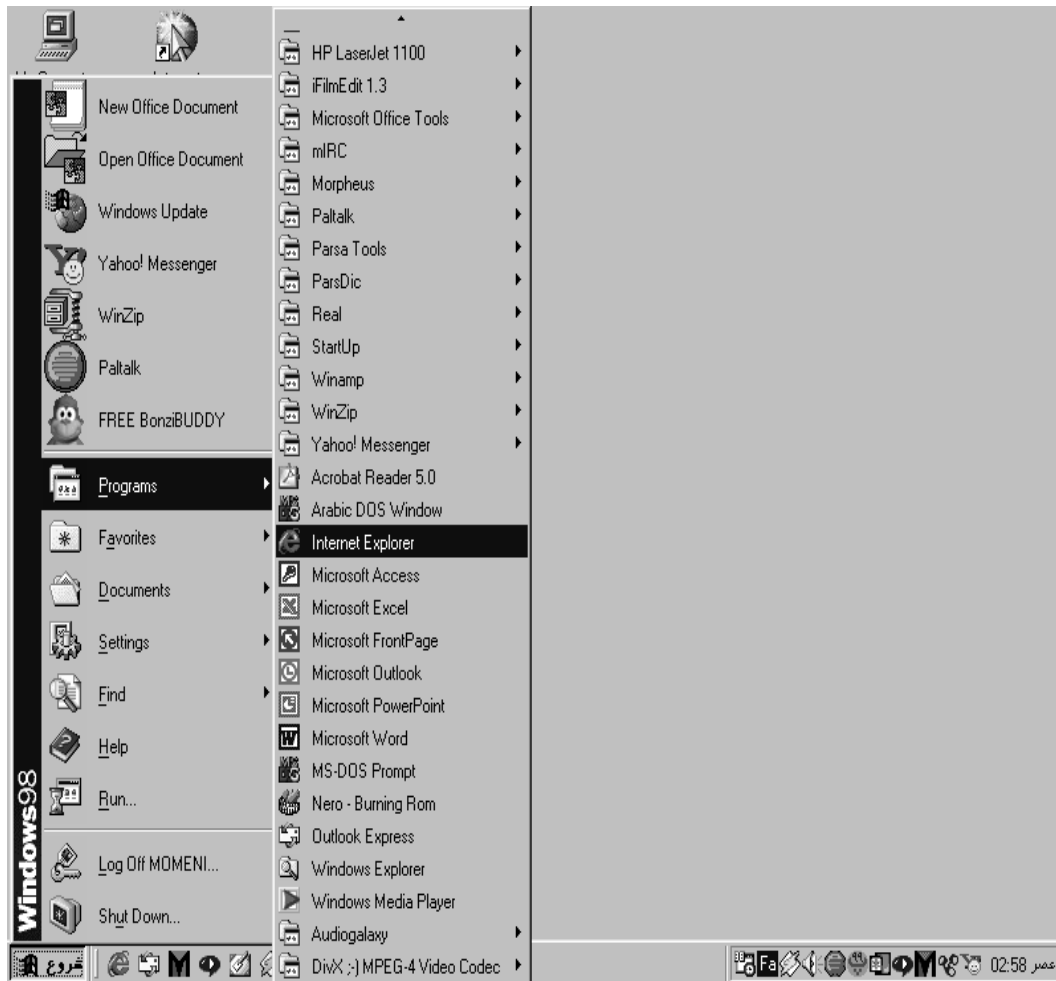 New Office Document
Open Office Document
Windows Update
Yahoo! Messenger
WinZip
Paltalk
FREE BonziBUDDY
Programs
Favorites
Documents
Settings
Find
Help
Run...
Log Off MOMENI...
Shut Down...
Windows98
HP LaserJet 1100
iFilmEdit 1.3
Microsoft Office Tools
mIRC
Morpheus
Paltalk
Parsa Tools
ParsDic
Real
StartUp
Winamp
WinZip
Yahoo! Messenger
Acrobat Reader 5.0
Arabic DOS Window
Internet Explorer
Microsoft Access
Microsoft Excel
Microsoft FrontPage
Microsoft Outlook
Microsoft PowerPoint
Microsoft Word
MS-DOS Prompt
Nero - Burning Rom
Outlook Express
Windows Explorer
Windows Media Player
Audiogalaxy
DivX ;-) MPEG-4 Video Codec
شروع
Fa
02:58 عصر